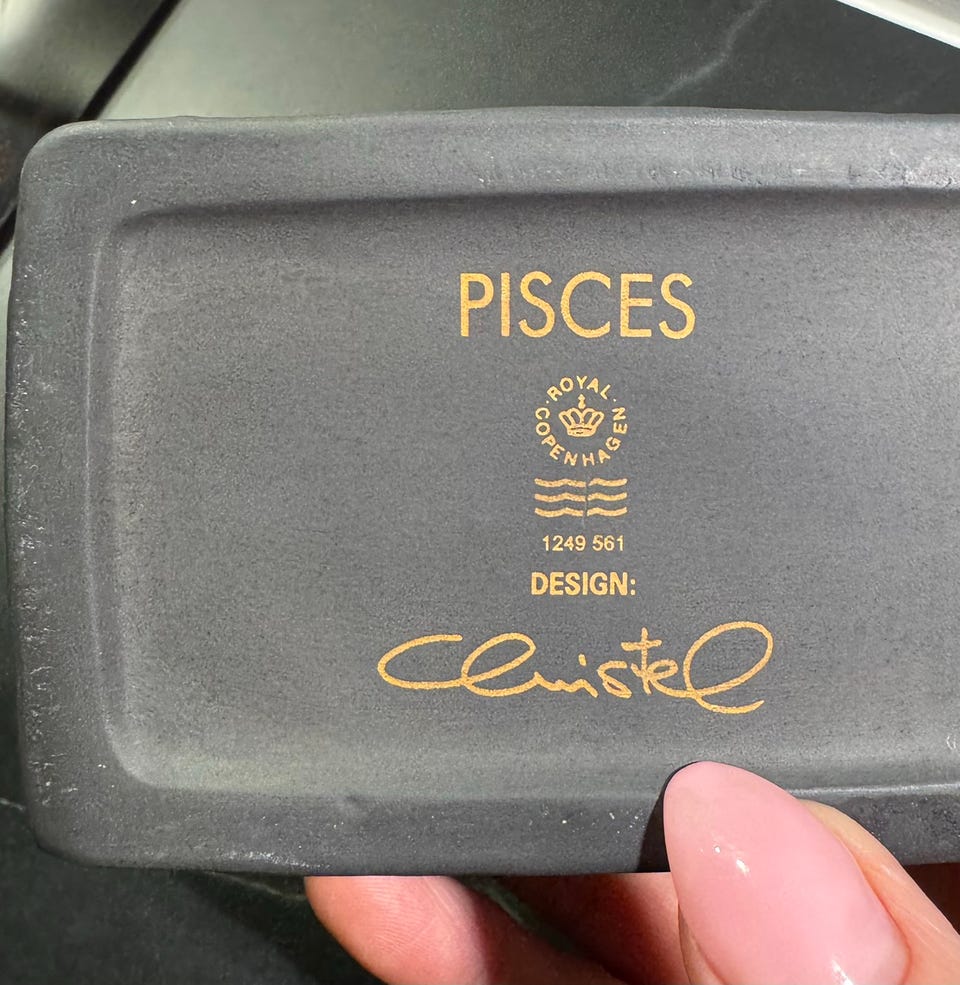 PISCES
ROYAL
COPENHAGEN
1249 561
DESIGN:
Christel